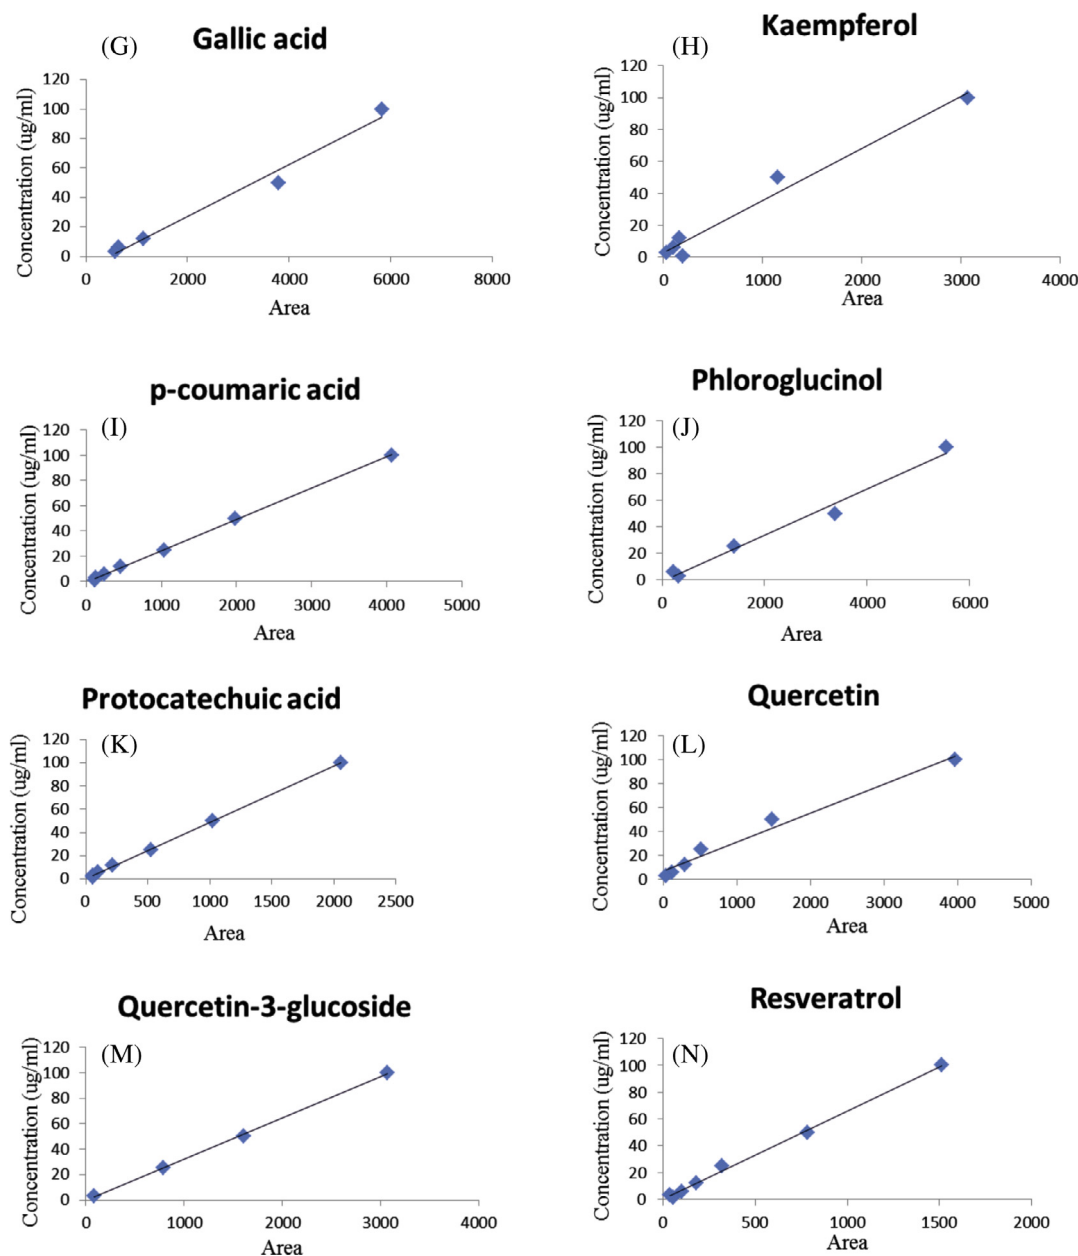 (G)
Gallic acid
Concentration (ug/ml)
120
100
80
60
40
20
0
0 2000 4000 6000 8000
Area
(H)
Kaempferol
Concentration (ug/ml)
120
100
80
60
40
20
0
0 1000 2000 3000 4000
Area
p-coumaric acid
(I)
Concentration (ug/ml)
120
100
80
60
40
20
0
0 1000 2000 3000 4000 5000
Area
Phloroglucinol
(J)
Concentration (ug/ml)
120
100
80
60
40
20
0
0 2000 4000 6000
Area
Protocatechuic acid
(K)
Concentration (ug/ml)
120
100
80
60
40
20
0
0 500 1000 1500 2000 2500
Area
Quercetin
(L)
Concentration (ug/ml)
120
100
80
60
40
20
0
0 1000 2000 3000 4000 5000
Area
Quercetin-3-glucoside
(M)
Concentration (ug/ml)
120
100
80
60
40
20
0
0 1000 2000 3000 4000
Area
Resveratrol
(N)
Concentration (ug/ml)
120
100
80
60
40
20
0
0 500 1000 1500 2000
Area